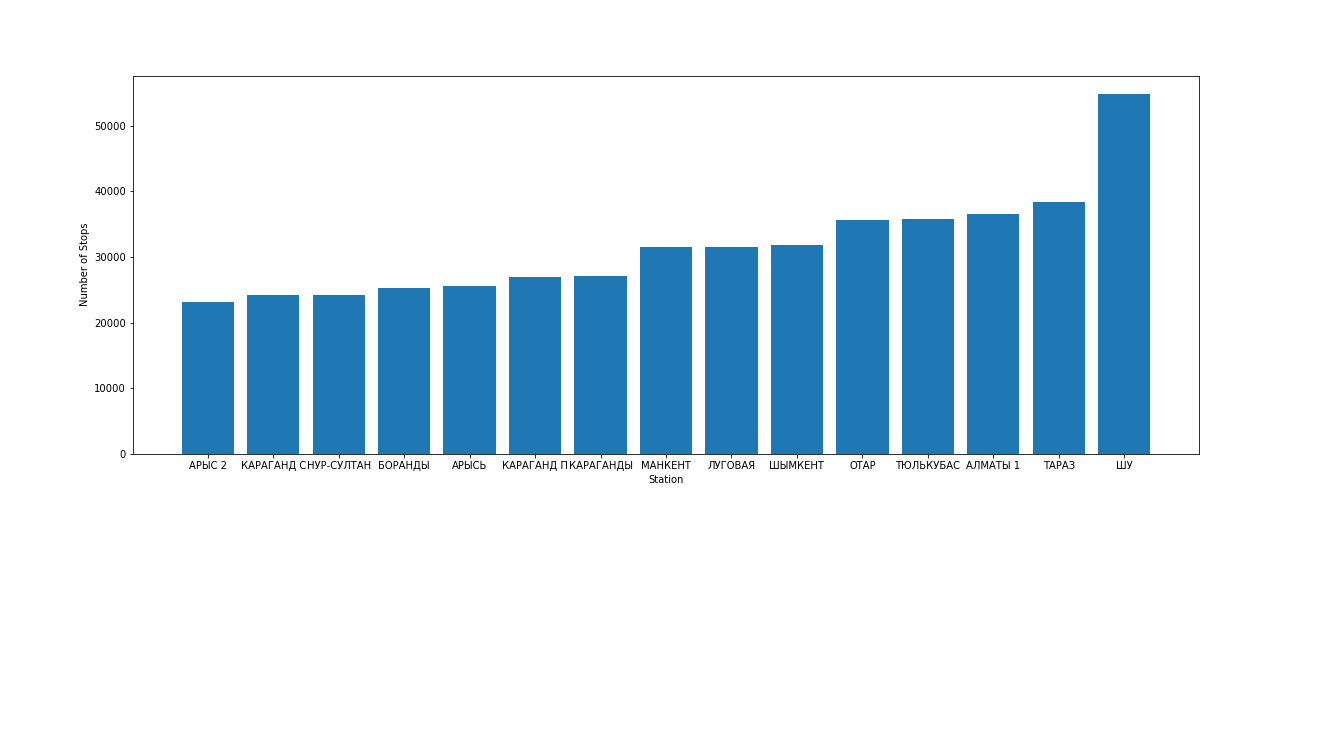 50000
40000
30000
20000
10000
0
Number of Stops
АРЫС 2 КАРАГАНД С НУР-СУЛТАН БОРАНДЫ АРЫСЬ КАРАГАНД П КАРАГАНДЫ МАНКЕНТ ЛУГОВАЯ ШЫМКЕНТ ОТАР ТЮЛЬКУБАС АЛМАТЫ 1 ТАРАЗ ШУ
Station